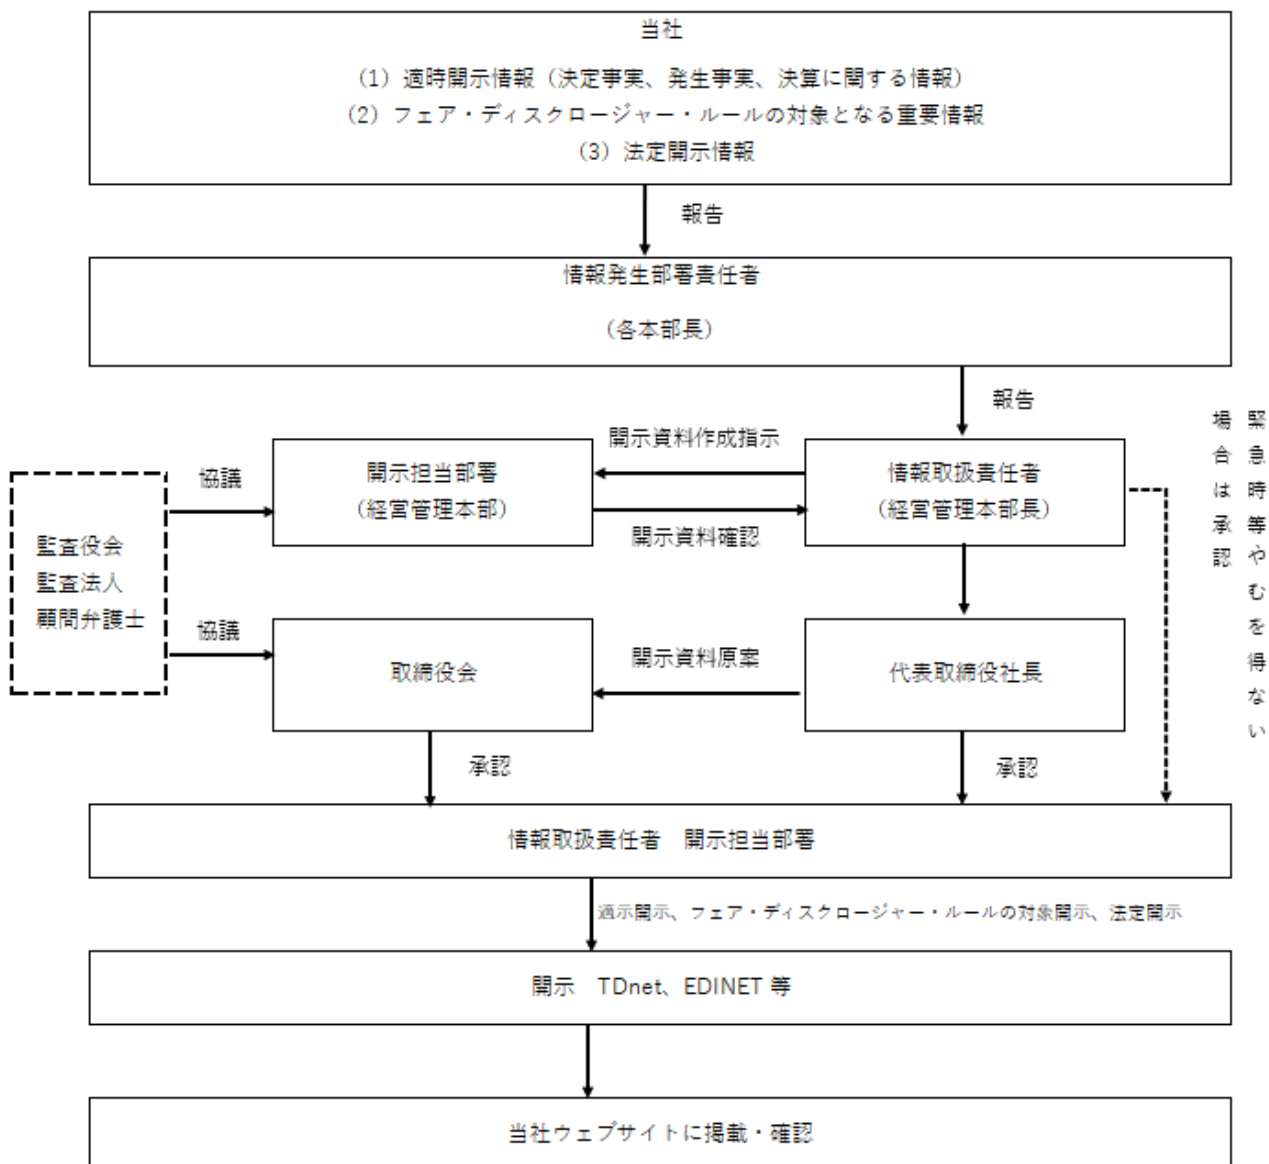 当社
(1) 適時開示情報（決定事実、発生事実、決算に関する情報）
(2) フェア・ディスクロージャー・ルールの対象となる重要情報
(3) 法定開示情報
報告
情報発生部署責任者
（各本部長）
報告
緊急時等やむを得ない
場合は承認
開示資料作成指示
開示担当部署
（経営管理本部）
情報取扱責任者
（経営管理本部長）
開示資料確認
協議
監査役会
監査法人
顧問弁護士
協議
取締役会
開示資料原案
代表取締役社長
承認
承認
情報取扱責任者　開示担当部署
適示開示、フェア・ディスクロージャー・ルールの対象開示、法定開示
開示　TDnet、EDINET 等
当社ウェブサイトに掲載・確認